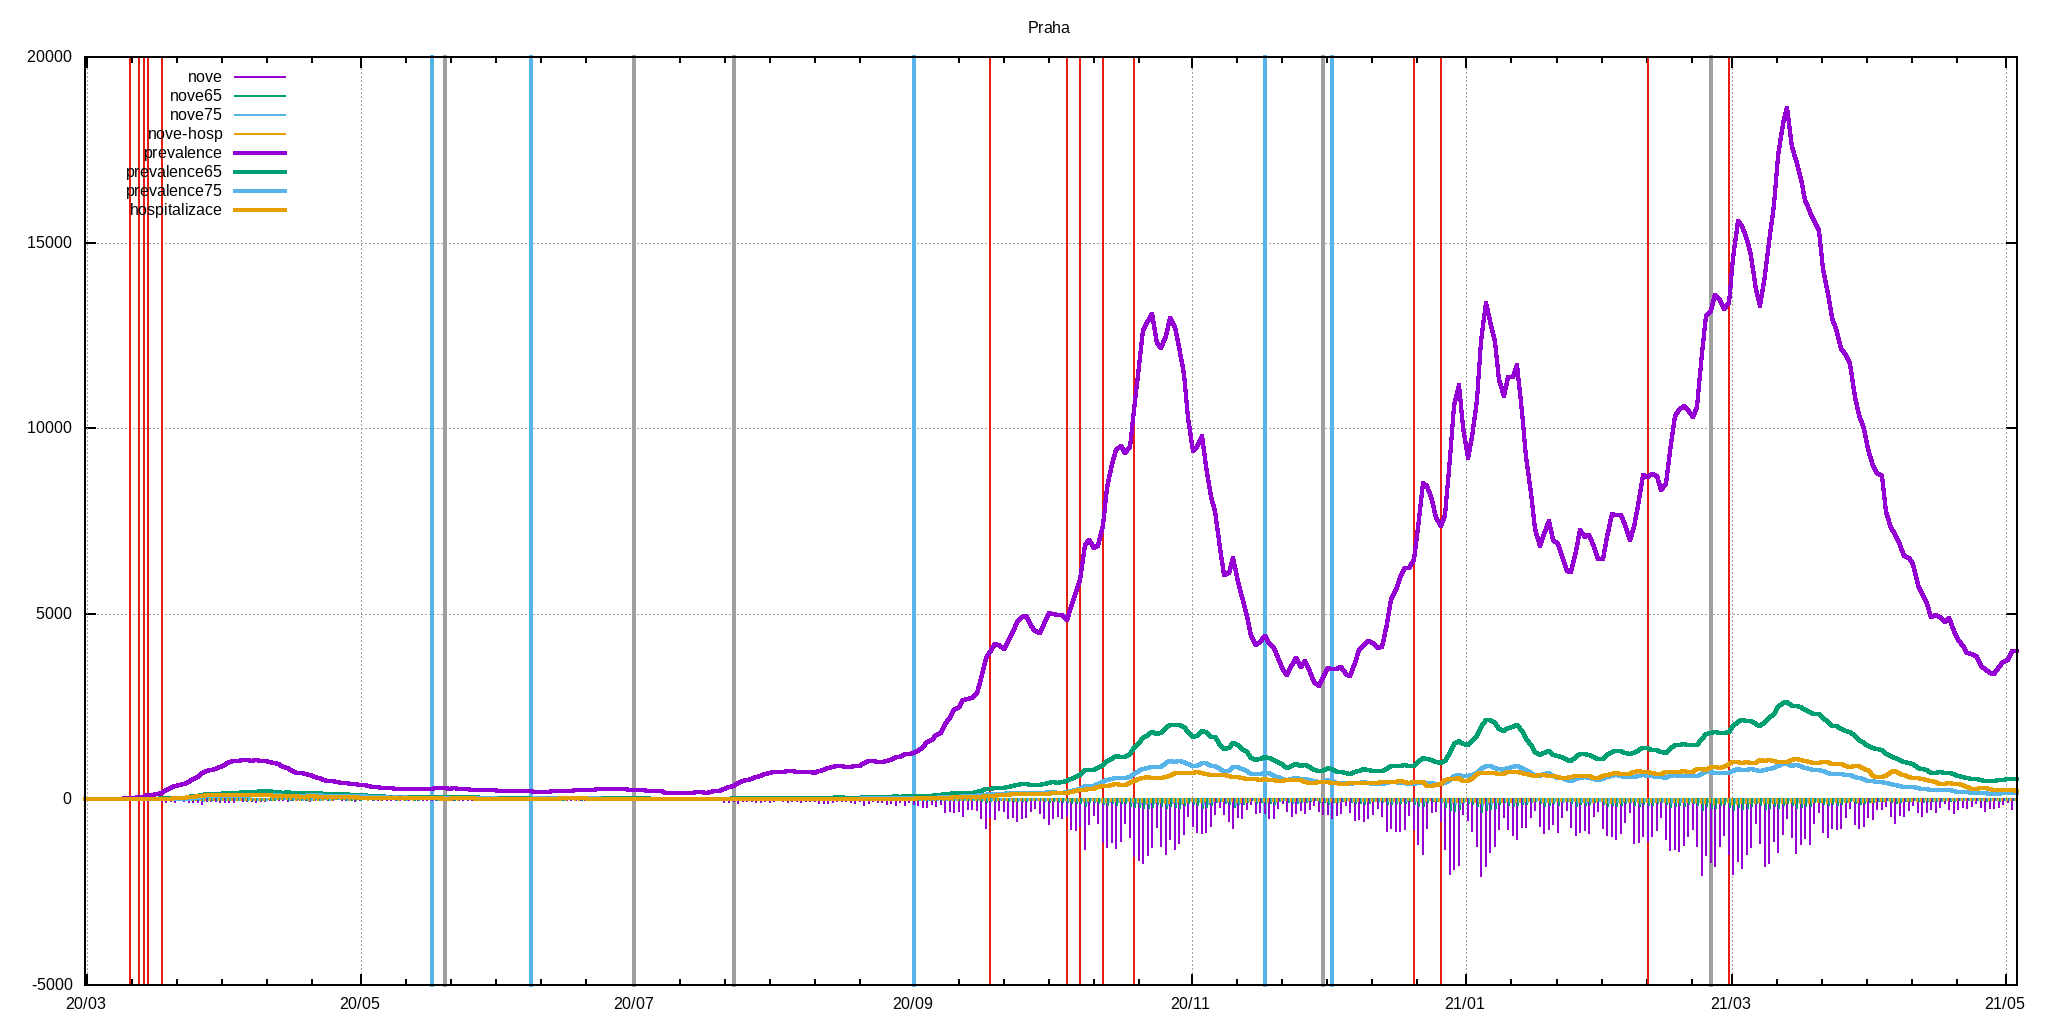 Praha
20000
15000
10000
5000
0
-5000
nove
nove65
nove75
nove-hosp
prevalence
prevalence65
prevalence75
hospitalizace
20/03 20/05 20/07 20/09 20/11 21/01 21/03 21/05